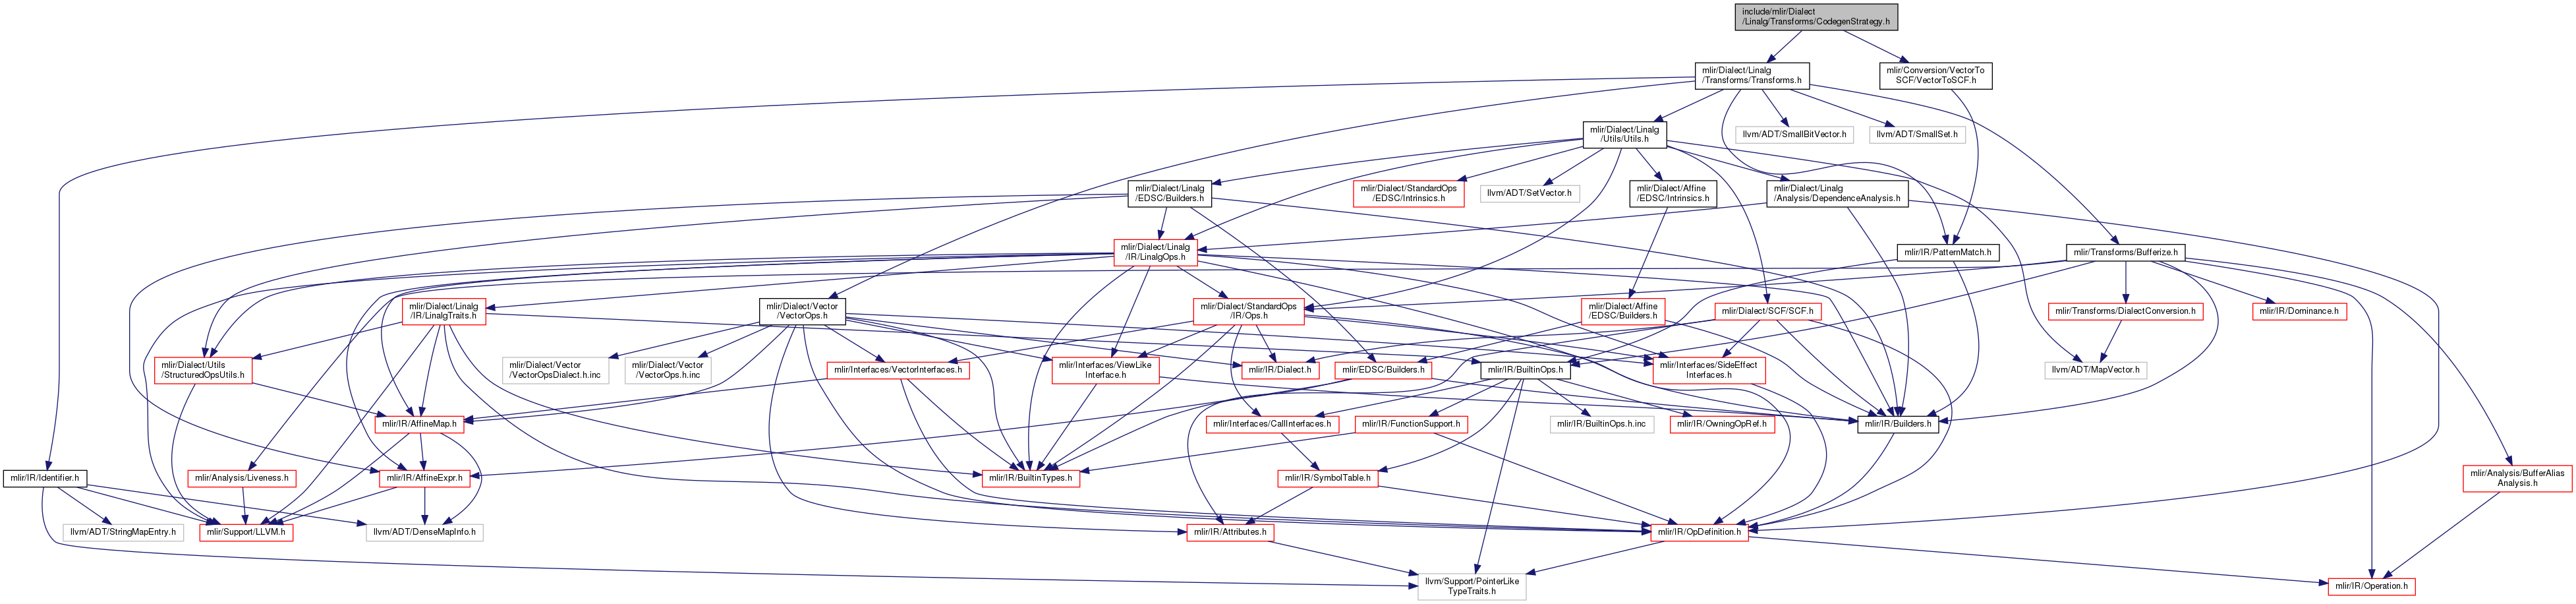 include/mlir/Dialect
/Linalg/Transforms/CodegenStrategy.h
mlir/Dialect/Linalg
/Transforms/Transforms.h
mlir/Conversion/VectorTo
SCF/VectorToSCF.h
mlir/Dialect/Linalg
/Utils/Utils.h
llvm/ADT/SmallBitVector.h
llvm/ADT/SmallSet.h
mlir/Dialect/Linalg
/EDSC/Builders.h
mlir/Dialect/StandardOps
/EDSC/Intrinsics.h
llvm/ADT/SetVector.h
mlir/Dialect/Affine
/EDSC/Intrinsics.h
mlir/Dialect/Linalg
/Analysis/DependenceAnalysis.h
mlir/Dialect/Linalg
/IR/LinalgOps.h
mlir/IR/PatternMatch.h
mlir/Transforms/Bufferize.h
mlir/Dialect/Linalg
/IR/LinalgTraits.h
mlir/Dialect/Vector
/VectorOps.h
mlir/Dialect/StandardOps
/IR/Ops.h
mlir/Dialect/Affine
/EDSC/Builders.h
mlir/Dialect/SCF/SCF.h
mlir/Transforms/DialectConversion.h
mlir/IR/Dominance.h
mlir/Dialect/Utils
/StructuredOpsUtils.h
mlir/Dialect/Vector
/VectorOpsDialect.h.inc
mlir/Dialect/Vector
/VectorOps.h.inc
mlir/Interfaces/VectorInterfaces.h
mlir/Interfaces/ViewLike
Interface.h
mlir/IR/Dialect.h
mlir/EDSC/Builders.h
mlir/IR/BuiltinOps.h
mlir/Interfaces/SideEffect
Interfaces.h
llvm/ADT/MapVector.h
mlir/IR/AffineMap.h
mlir/Interfaces/CallInterfaces.h
mlir/IR/FunctionSupport.h
mlir/IR/BuiltinOps.h.inc
mlir/IR/OwningOpRef.h
mlir/IR/Builders.h
mlir/IR/Identifier.h
mlir/Analysis/Liveness.h
mlir/IR/AffineExpr.h
mlir/IR/BuiltinTypes.h
mlir/IR/SymbolTable.h
mlir/Analysis/BufferAlias
Analysis.h
llvm/ADT/StringMapEntry.h
mlir/Support/LLVM.h
llvm/ADT/DenseMapInfo.h
mlir/IR/Attributes.h
mlir/IR/OpDefinition.h
llvm/Support/PointerLike
TypeTraits.h
mlir/IR/Operation.h